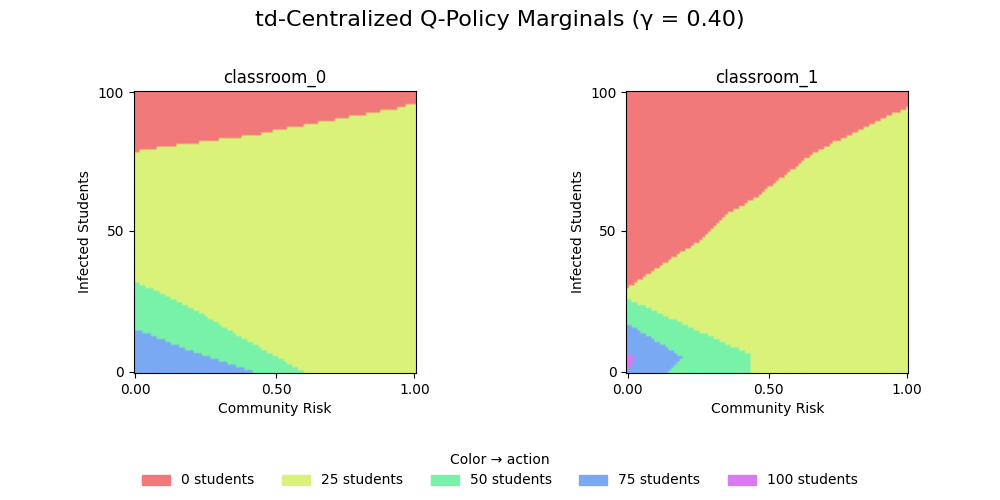 td-Centralized Q-Policy Marginals (γ = 0.40)
classroom_0
classroom_1
100
50
0
Infected Students
0.00 0.50 1.00
Community Risk
100
50
0
Infected Students
0.00 0.50 1.00
Community Risk
Color → action
0 students 25 students 50 students 75 students 100 students